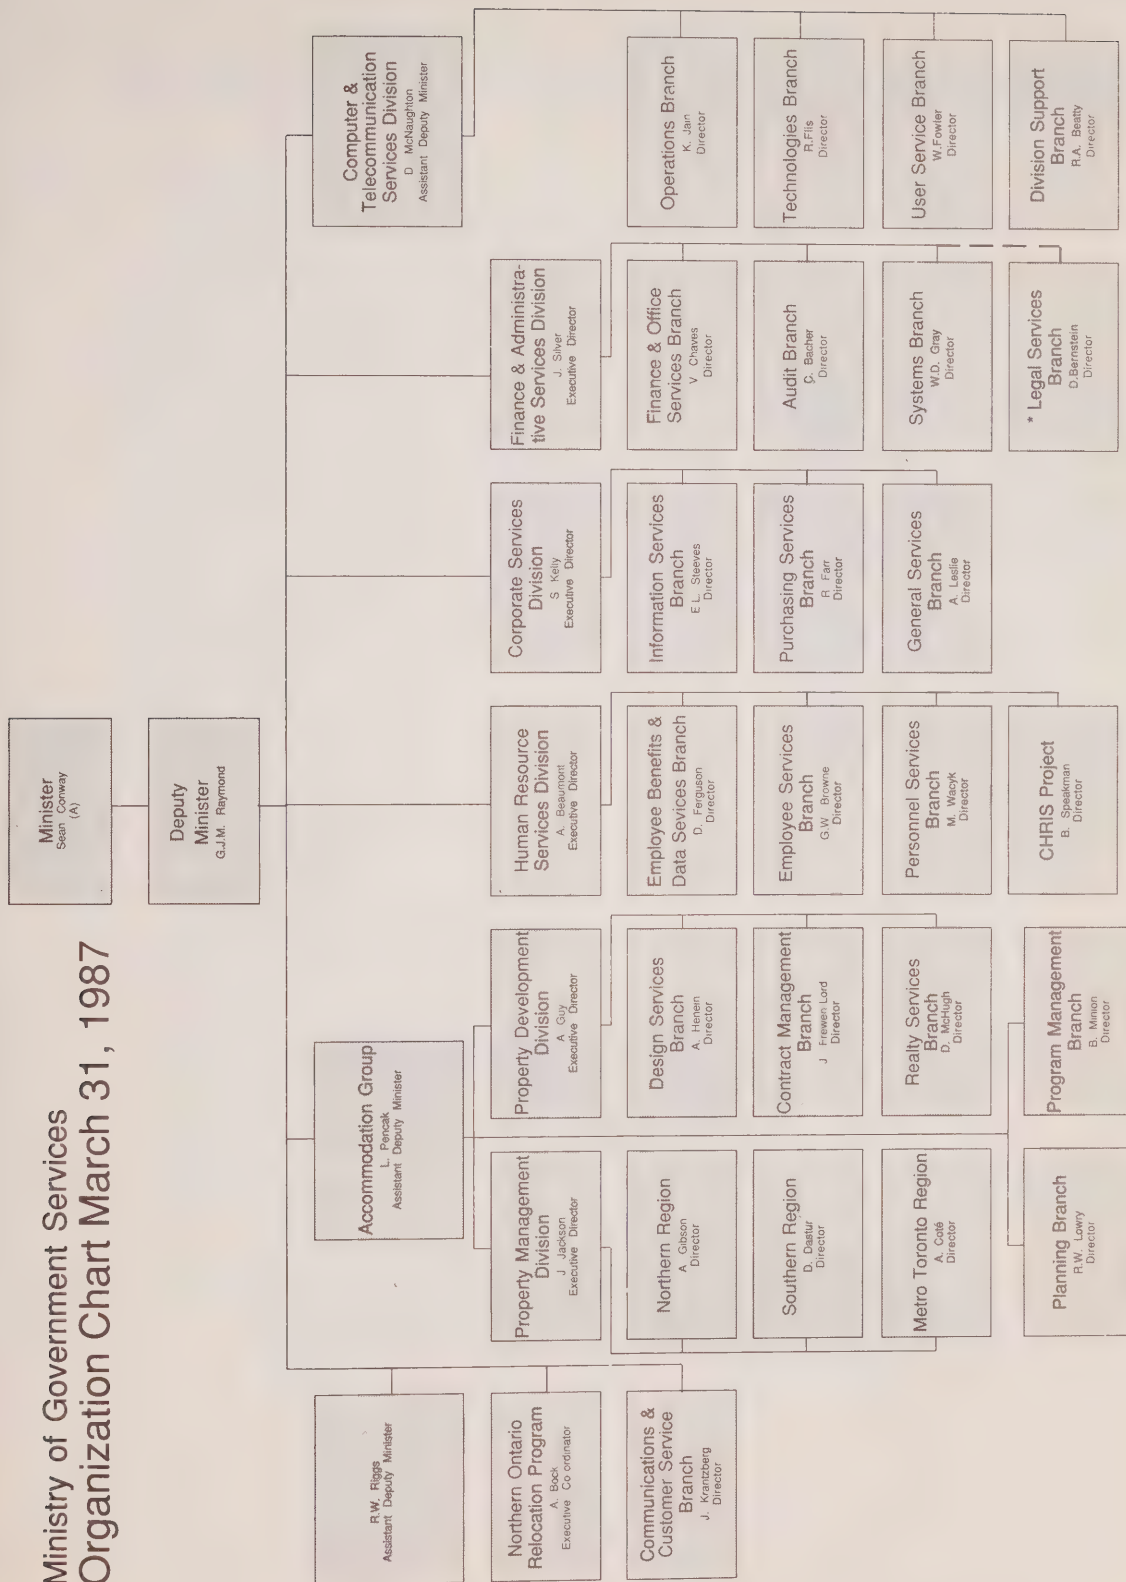 Ministry of Government Services
Organization Chart March 31, 1987
Minister
Sean Conway
(A)
Deputy
Minister
G.J.M. Raymond
R.W. Riggs
Assistant Deputy Minister
Northern Ontario
Relocation Program
A. Bock
Executive Co ordinator
Communications &
Customer Service
Branch
J. Krantzberg
Director
Accommodation Group
L. Pencak
Assistant Deputy Minister
Property Management
Division
J Jackson
Executive Director
Northern Region
A Gibson
Director
Southern Region
D. Dastur
Director
Metro Toronto Region
A. Coté
Director
Planning Branch
R.W. Lowry
Director
Property Development
Division
A Guy
Executive Director
Design Services
Branch
A. Henein
Director
Contract Management
Branch
J Frewen Lord
Director
Realty Services
Branch
D. McHugh
Director
Program Management
Branch
B. Minion
Director
Human Resource
Services Division
A. Beaumont
Executive Director
Employee Benefits &
Data Sevices Branch
D. Ferguson
Director
Employee Services
Branch
G.W. Browne
Director
Personnel Services
Branch
M. Wacyk
Director
CHRIS Project
B. Speakman
Director
Corporate Services
Division
S Kelly
Executive Director
Information Services
Branch
E L. Steeves
Director
Purchasing Services
Branch
R Farr
Director
General Services
Branch
A. Leslie
Director
Finance & Administra-
tive Services Division
J. Silver
Executive Director
Finance & Office
Services Branch
V Chaves
Director
Audit Branch
C. Bacher
Director
Systems Branch
W.D. Gray
Director
* Legal Services
Branch
D.Bernstein
Director
Computer &
Telecommunication
Services Division
D McNaughton
Assistant Deputy Minister
Operations Branch
K. Jain
Director
Technologies Branch
R.Flis
Director
User Service Branch
W.Fowler
Director
Division Support
Branch
R.A. Beatty
Director